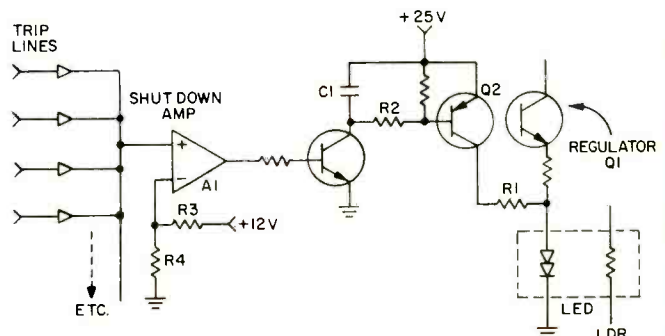 +25V
TRIP
LINES
SHUT DOWN
AMP
C1
R2
Q2
REGULATOR
Q1
+
A1
−
R3
+12V
R4
R1
ETC.
LED
LDR